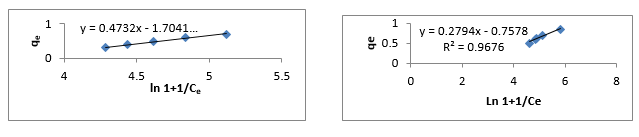 y = 0.4732x - 1.7041...
1
0
qe
4
4.5
5
5.5
ln 1+1/Ce
y = 0.2794x - 0.7578
R² = 0.9676
1
0.5
0
qe
0
2
4
6
8
Ln 1+1/Ce